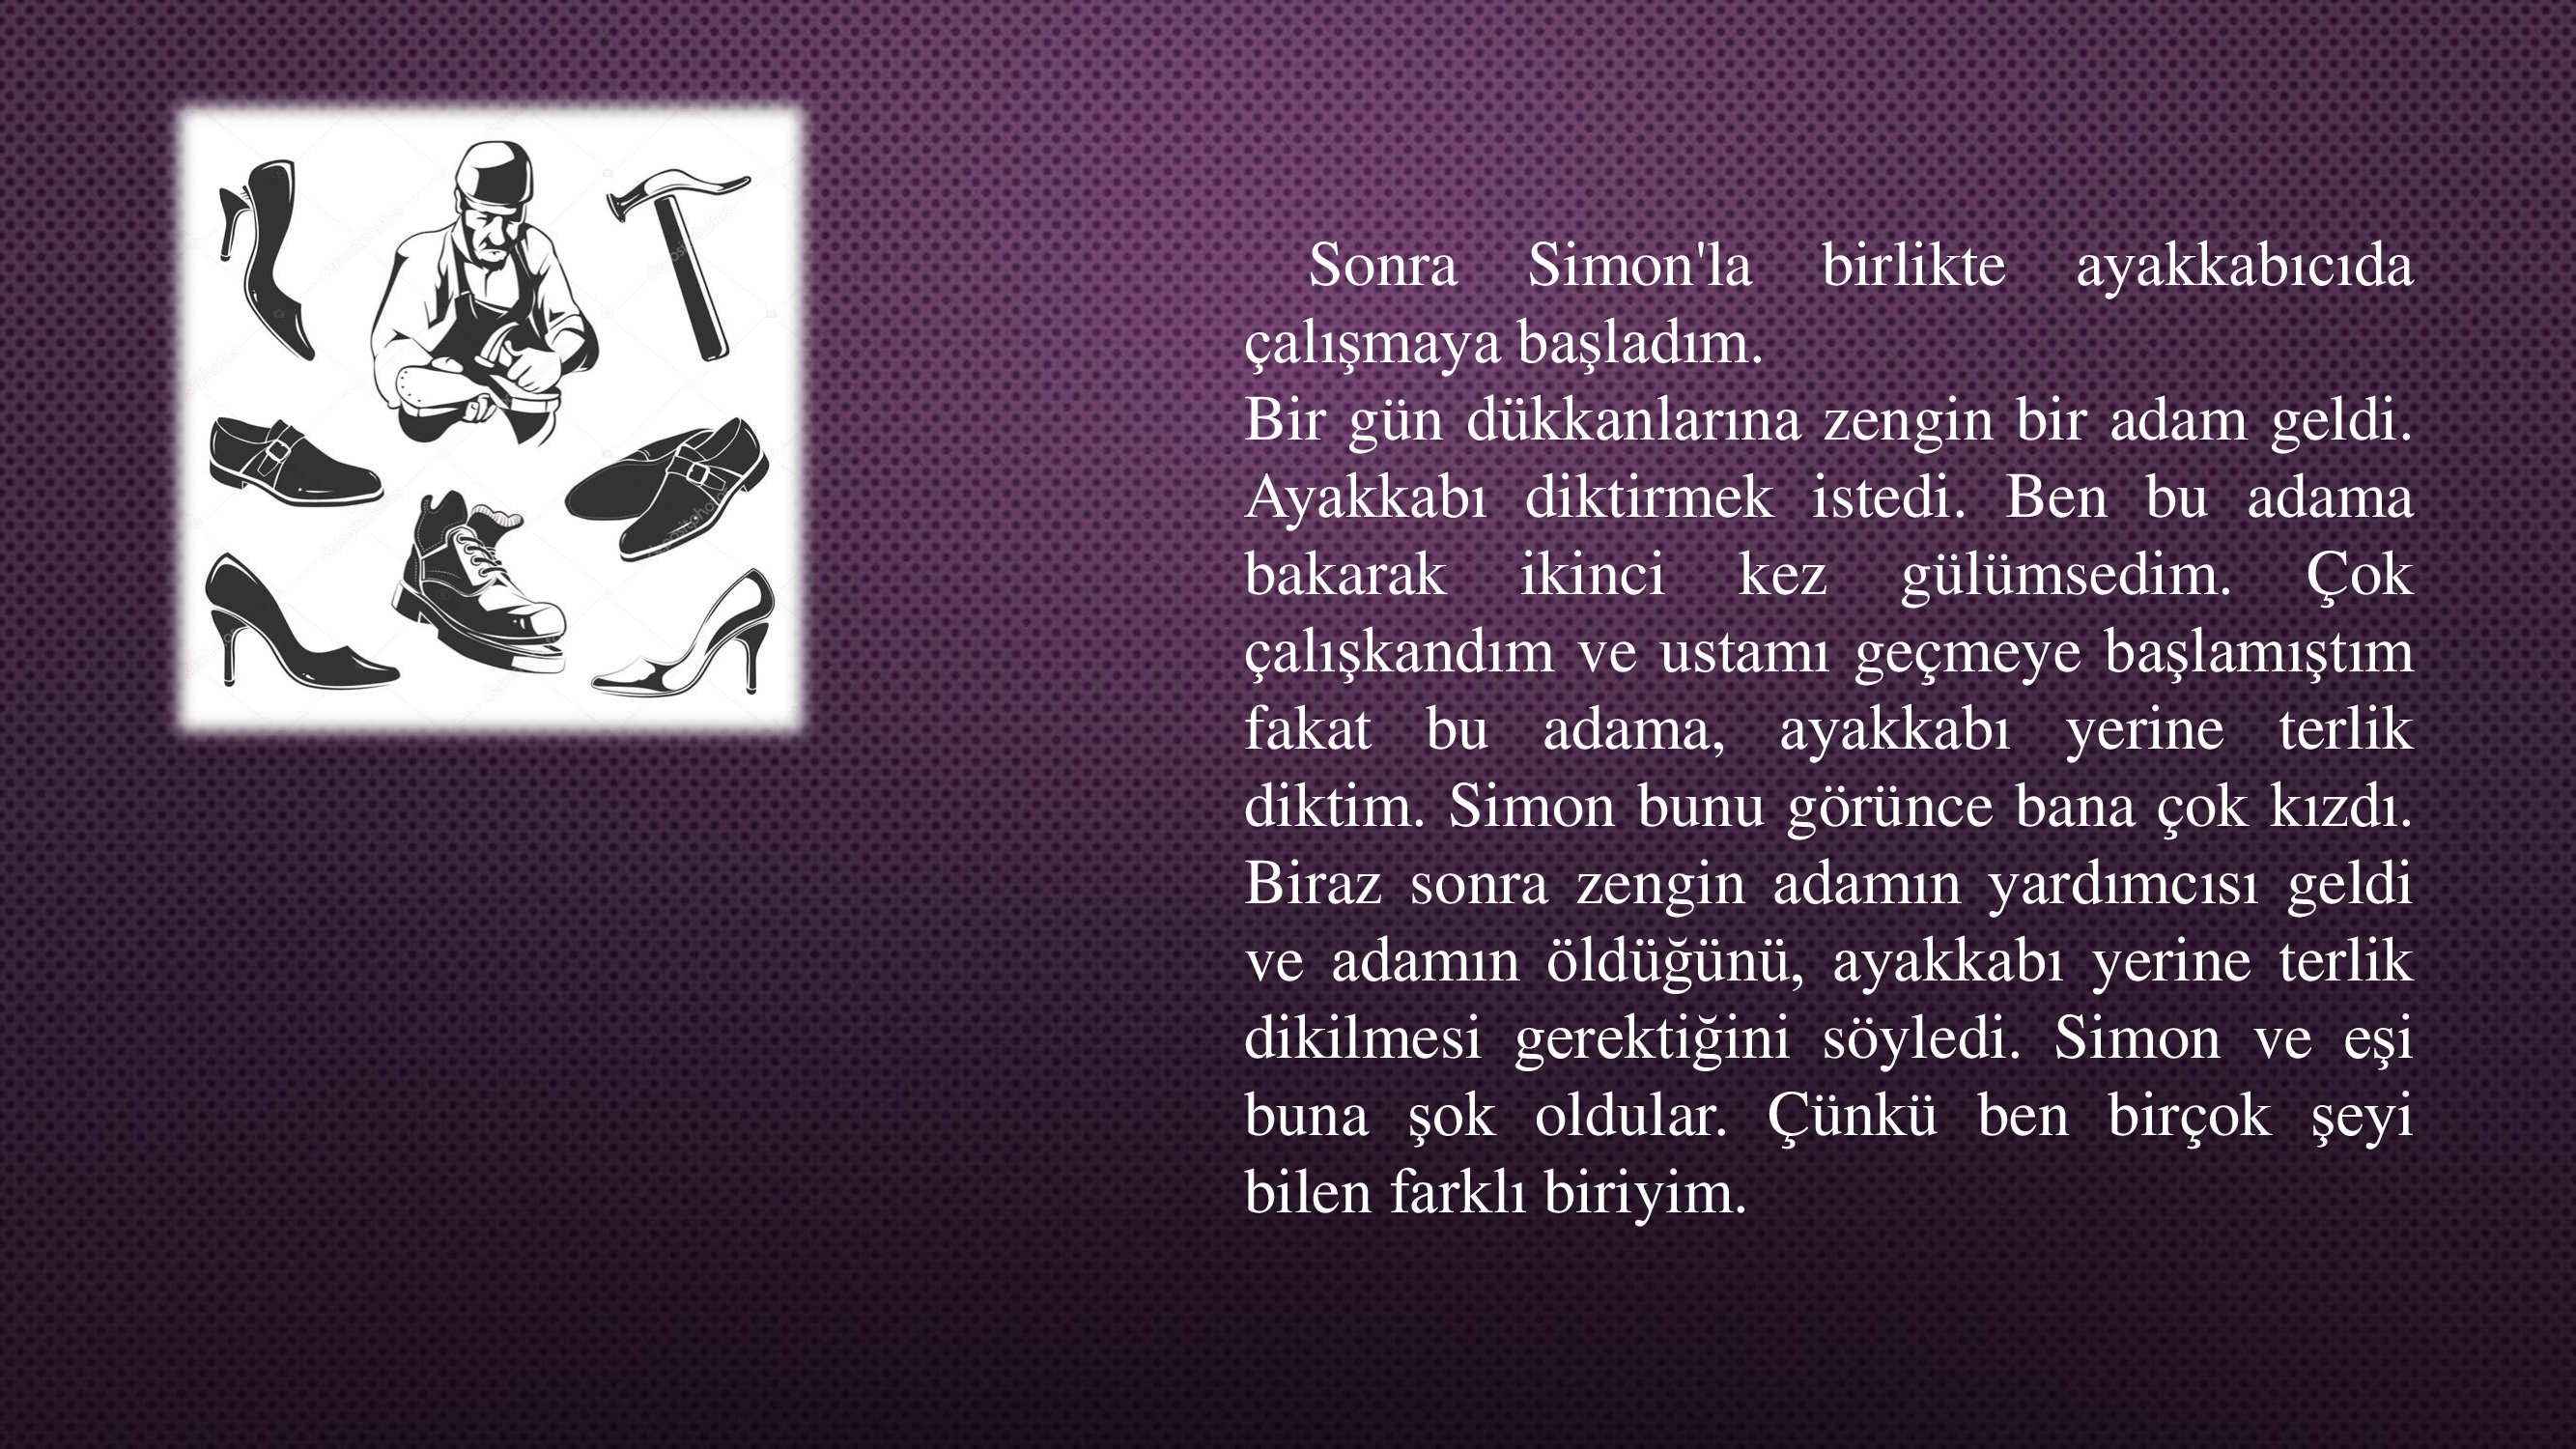 Sonra Simon'la birlikte ayakkabıcıda
çalışmaya başladım.
Bir gün dükkanlarına zengin bir adam geldi.
Ayakkabı diktirmek istedi. Ben bu adama
bakarak ikinci kez gülümsedim. Çok
çalışkandım ve ustamı geçmeye başlamıştım
fakat bu adama, ayakkabı yerine terlik
diktim. Simon bunu görünce bana çok kızdı.
Biraz sonra zengin adamın yardımcısı geldi
ve adamın öldüğünü, ayakkabı yerine terlik
dikilmesi gerektiğini söyledi. Simon ve eşi
buna şok oldular. Çünkü ben birçok şeyi
bilen farklı biriyim.